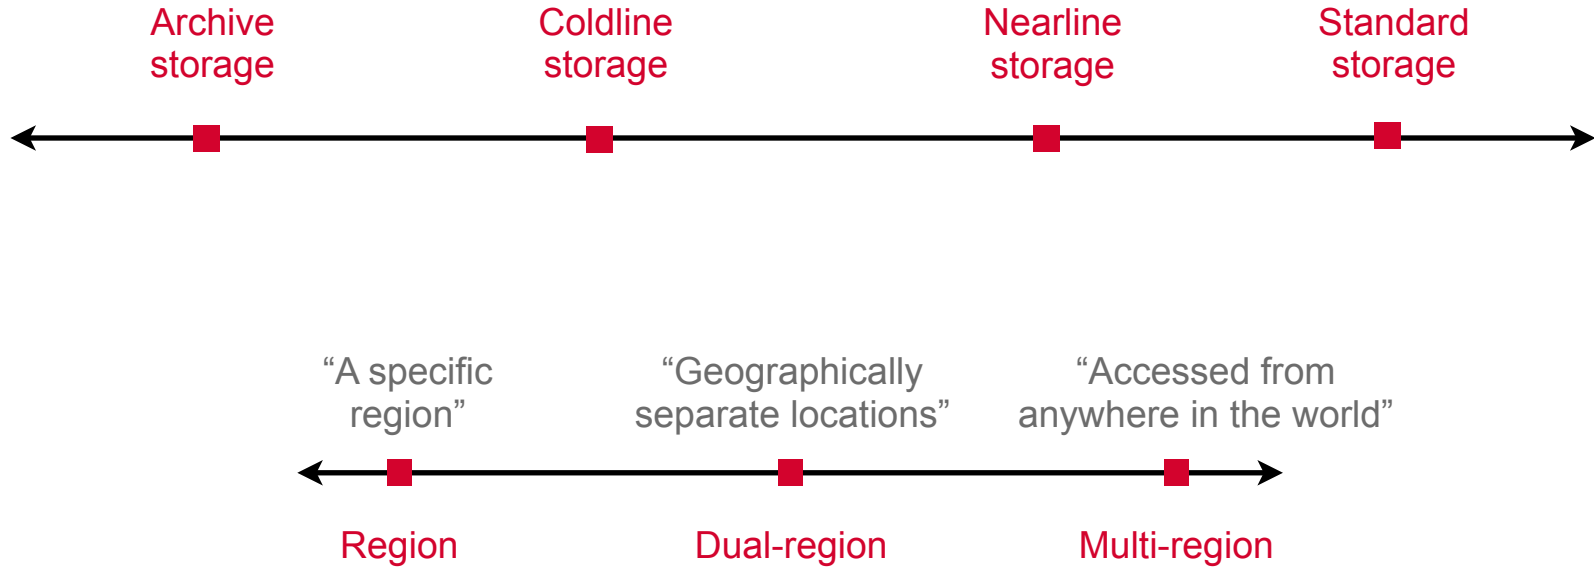 Archive
storage
Coldline
storage
Nearline
storage
Standard
storage
“A specific
region”
“Geographically
separate locations”
“Accessed from
anywhere in the world”
Region
Dual-region
Multi-region